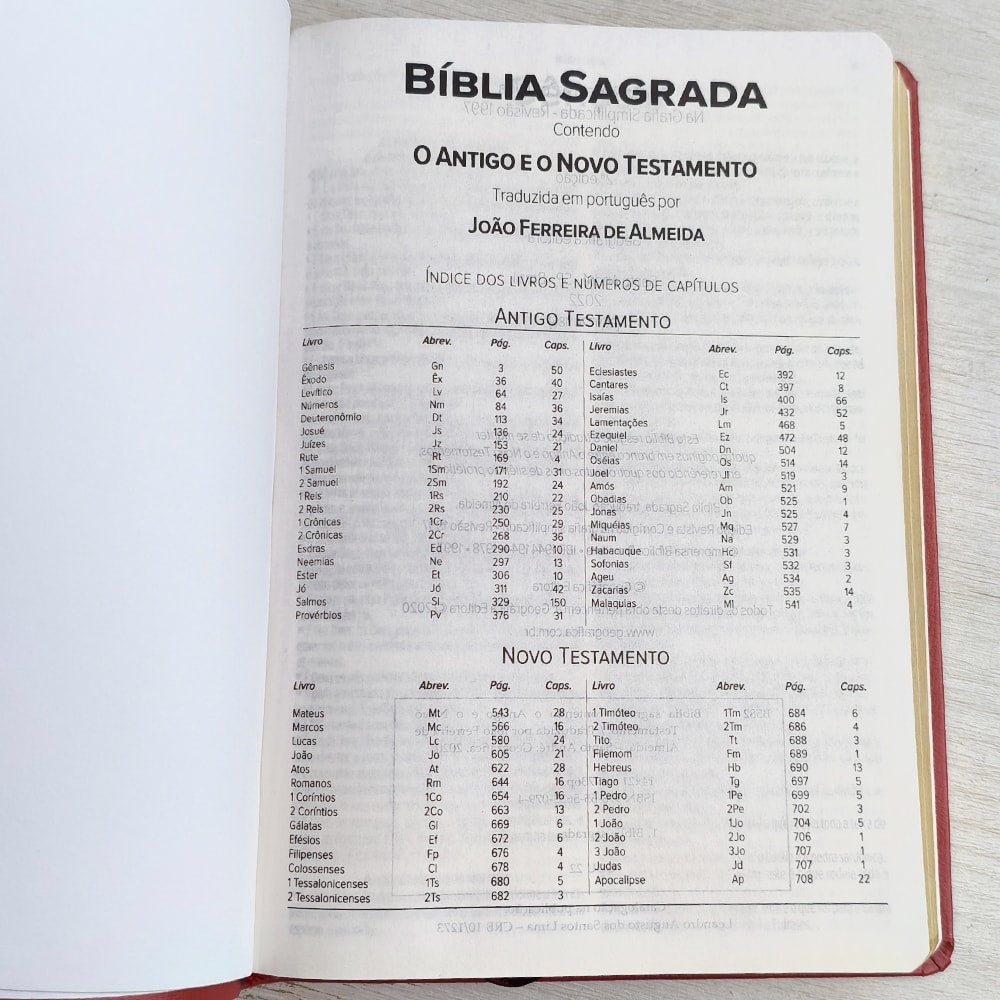 BÍBLIA SAGRADA
Contendo
O ANTIGO E O NOVO TESTAMENTO
Traduzida em português por
JOÃO FERREIRA DE ALMEIDA
ÍNDICE DOS LIVROS E NÚMEROS DE CAPÍTULOS
ANTIGO TESTAMENTO
Livro Abrev. Pág. Caps.
Gênesis Gn 3 50
Êxodo Êx 36 40
Levítico Lv 64 27
Números Nm 84 36
Deuteronômio Dt 113 34
Josué Js 136 24
Juízes Jz 153 21
Rute Rt 169 4
1 Samuel 1Sm 171 31
2 Samuel 2Sm 192 24
1 Reis 1Rs 210 22
2 Reis 2Rs 230 25
1 Crônicas 1Cr 250 29
2 Crônicas 2Cr 268 36
Esdras Ed 290 10
Neemias Ne 297 13
Ester Et 306 10
Jó Jó 311 42
Salmos Sl 329 150
Provérbios Pv 376 31
Livro Abrev. Pág. Caps.
Eclesiastes Ec 392 12
Cantares Ct 397 8
Isaías Is 400 66
Jeremias Jr 432 52
Lamentações Lm 468 5
Ezequiel Ez 472 48
Daniel Dn 504 12
Oséias Os 514 14
Joel Jl 519 3
Amós Am 521 9
Obadias Ob 525 1
Jonas Jn 525 4
Miquéias Mq 527 7
Naum Na 529 3
Habacuque Hc 531 3
Sofonias Sf 532 3
Ageu Ag 534 2
Zacarias Zc 535 14
Malaquias Ml 541 4
NOVO TESTAMENTO
Livro Abrev. Pág. Caps.
Mateus Mt 543 28
Marcos Mc 566 16
Lucas Lc 580 24
João Jo 605 21
Atos At 622 28
Romanos Rm 644 16
1 Coríntios 1Co 654 16
2 Coríntios 2Co 663 13
Gálatas Gl 669 6
Efésios Ef 672 6
Filipenses Fp 676 4
Colossenses Cl 678 4
1 Tessalonicenses 1Ts 680 5
2 Tessalonicenses 2Ts 682 3
Livro Abrev. Pág. Caps.
1 Timóteo 1Tm 684 6
2 Timóteo 2Tm 686 4
Tito Tt 688 3
Filemom Fm 689 1
Hebreus Hb 690 13
Tiago Tg 697 5
1 Pedro 1Pe 699 5
2 Pedro 2Pe 702 3
1 João 1Jo 704 5
2 João 2Jo 706 1
3 João 3Jo 707 1
Judas Jd 707 1
Apocalipse Ap 708 22